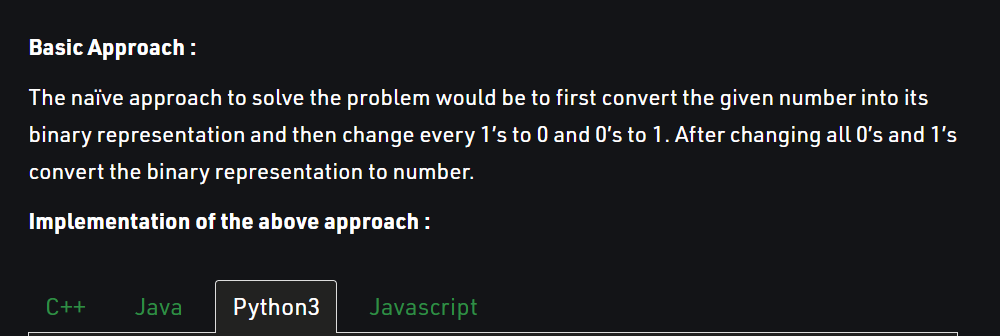 Basic Approach :
The naïve approach to solve the problem would be to first convert the given number into its
binary representation and then change every 1’s to 0 and 0’s to 1. After changing all 0’s and 1’s
convert the binary representation to number.
Implementation of the above approach :
C++ Java Python3 Javascript